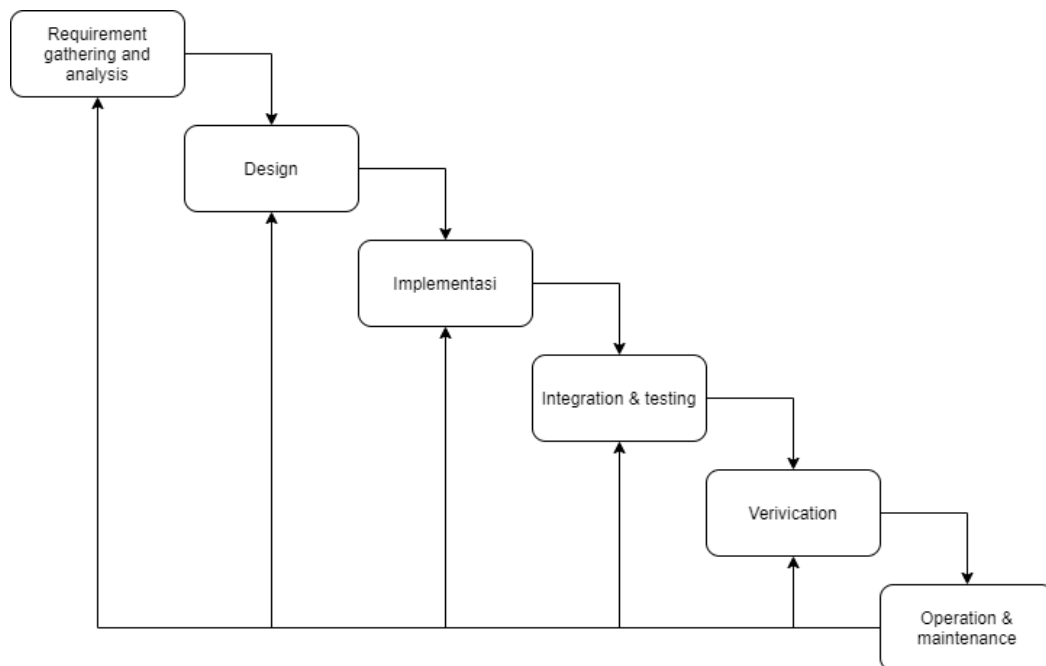 Requirement
gathering and
analysis
Design
Implementasi
Integration & testing
Verivication
Operation &
maintenance